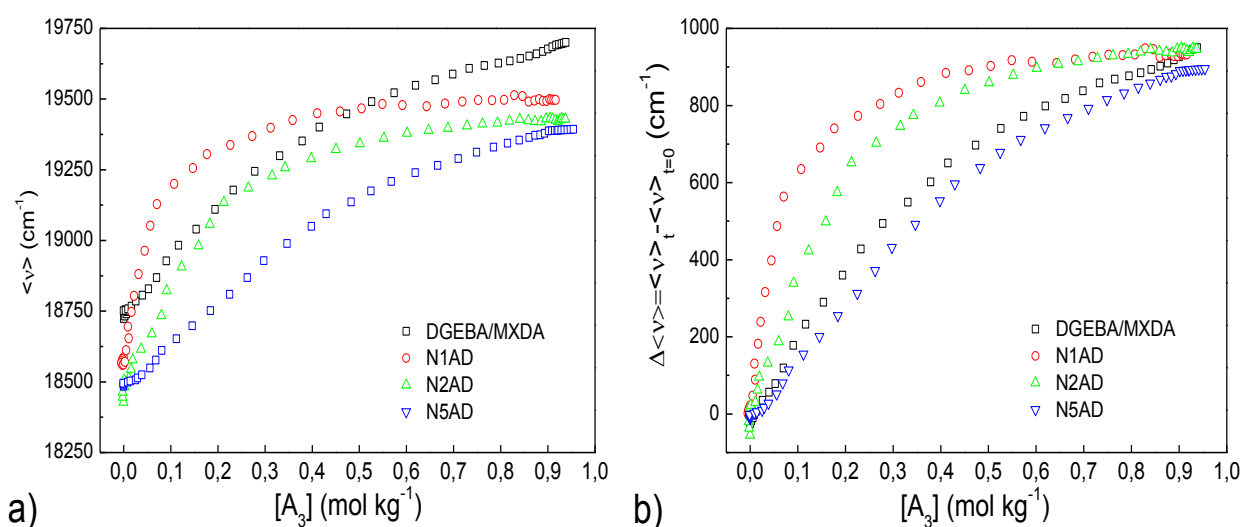 19750
19500
19250
19000
18750
18500
18250
<ν> (cm⁻¹)
DGEBA/MXDA
N1AD
N2AD
N5AD
0,0 0,1 0,2 0,3 0,4 0,5 0,6 0,7 0,8 0,9 1,0
[A₃] (mol kg⁻¹)
a)
1000
800
600
400
200
0
Δ<ν>=<ν>ₜ-<ν>ₜ₌₀ (cm⁻¹)
DGEBA/MXDA
N1AD
N2AD
N5AD
0,0 0,1 0,2 0,3 0,4 0,5 0,6 0,7 0,8 0,9 1,0
[A₃] (mol kg⁻¹)
b)